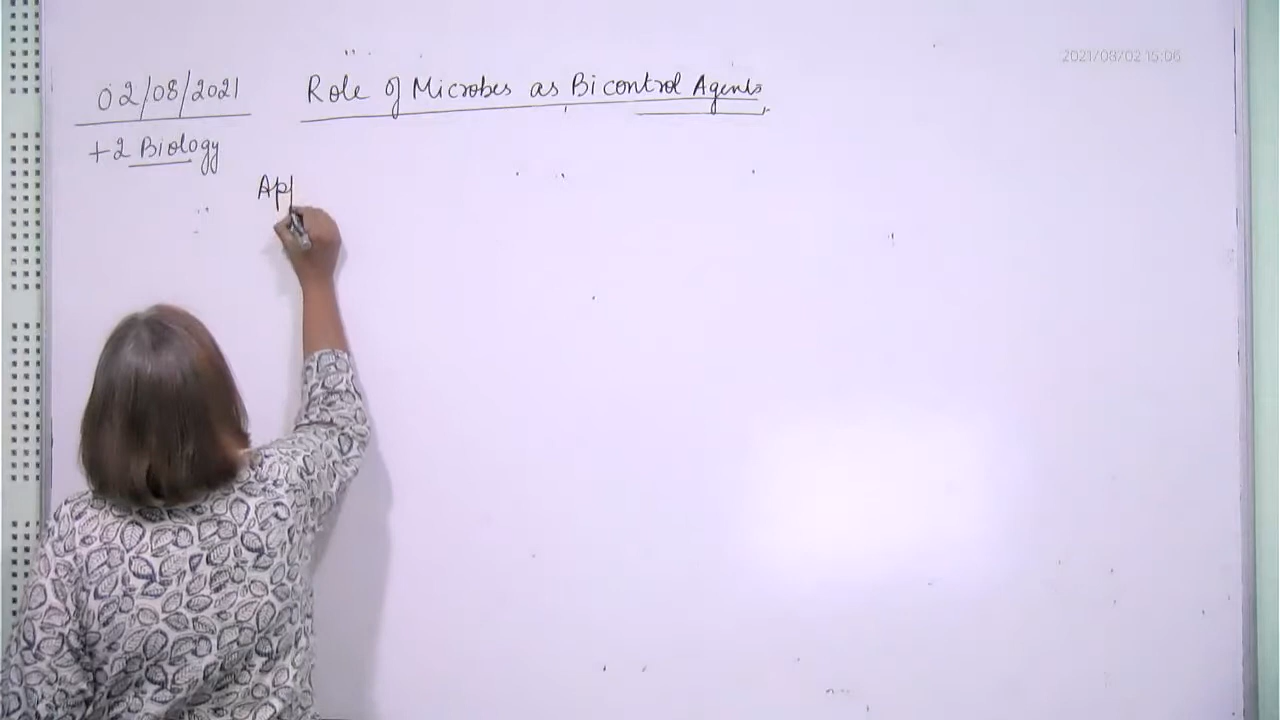 2021/08/02 15:06
02/08/2021 Role of Microbes as Bicontrol Agents
+2 Biology
Ap